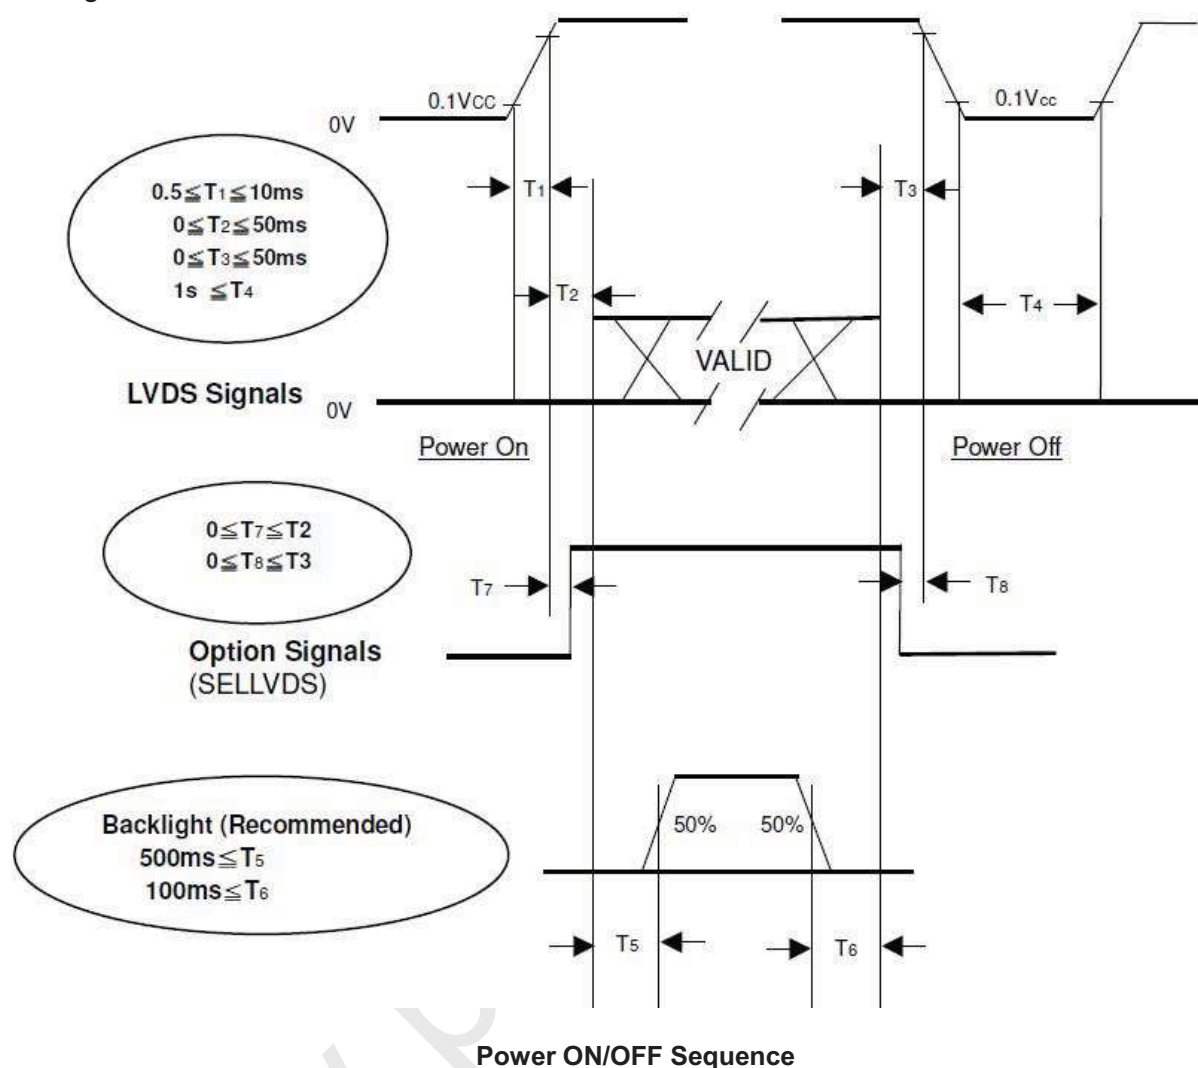 0.1VCC
0.1Vcc
0V
0.5≦T1≦10ms
0≦T2≦50ms
0≦T3≦50ms
1s ≦T4
T1
T3
T2
T4
VALID
LVDS Signals
0V
Power On
Power Off
0≦T7≦T2
0≦T8≦T3
T7
T8
Option Signals
(SELLVDS)
Backlight (Recommended)
500ms≦T5
100ms≦T6
50%
50%
T5
T6
Power ON/OFF Sequence